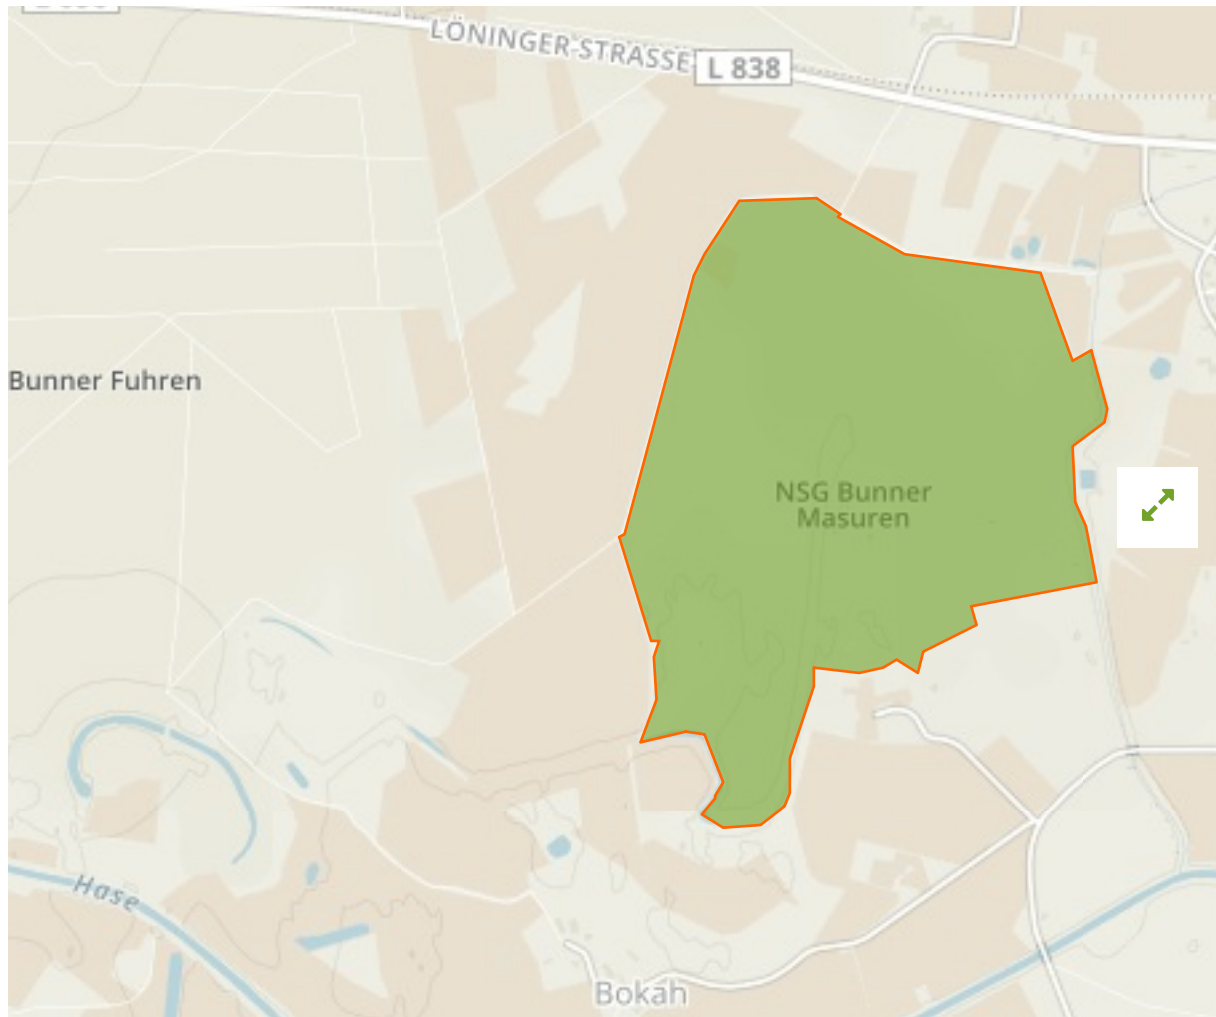 LÖNINGER-STRASSE
L 838
Bunner Fuhren
NSG Bunner
Masuren
Hase
Bokah